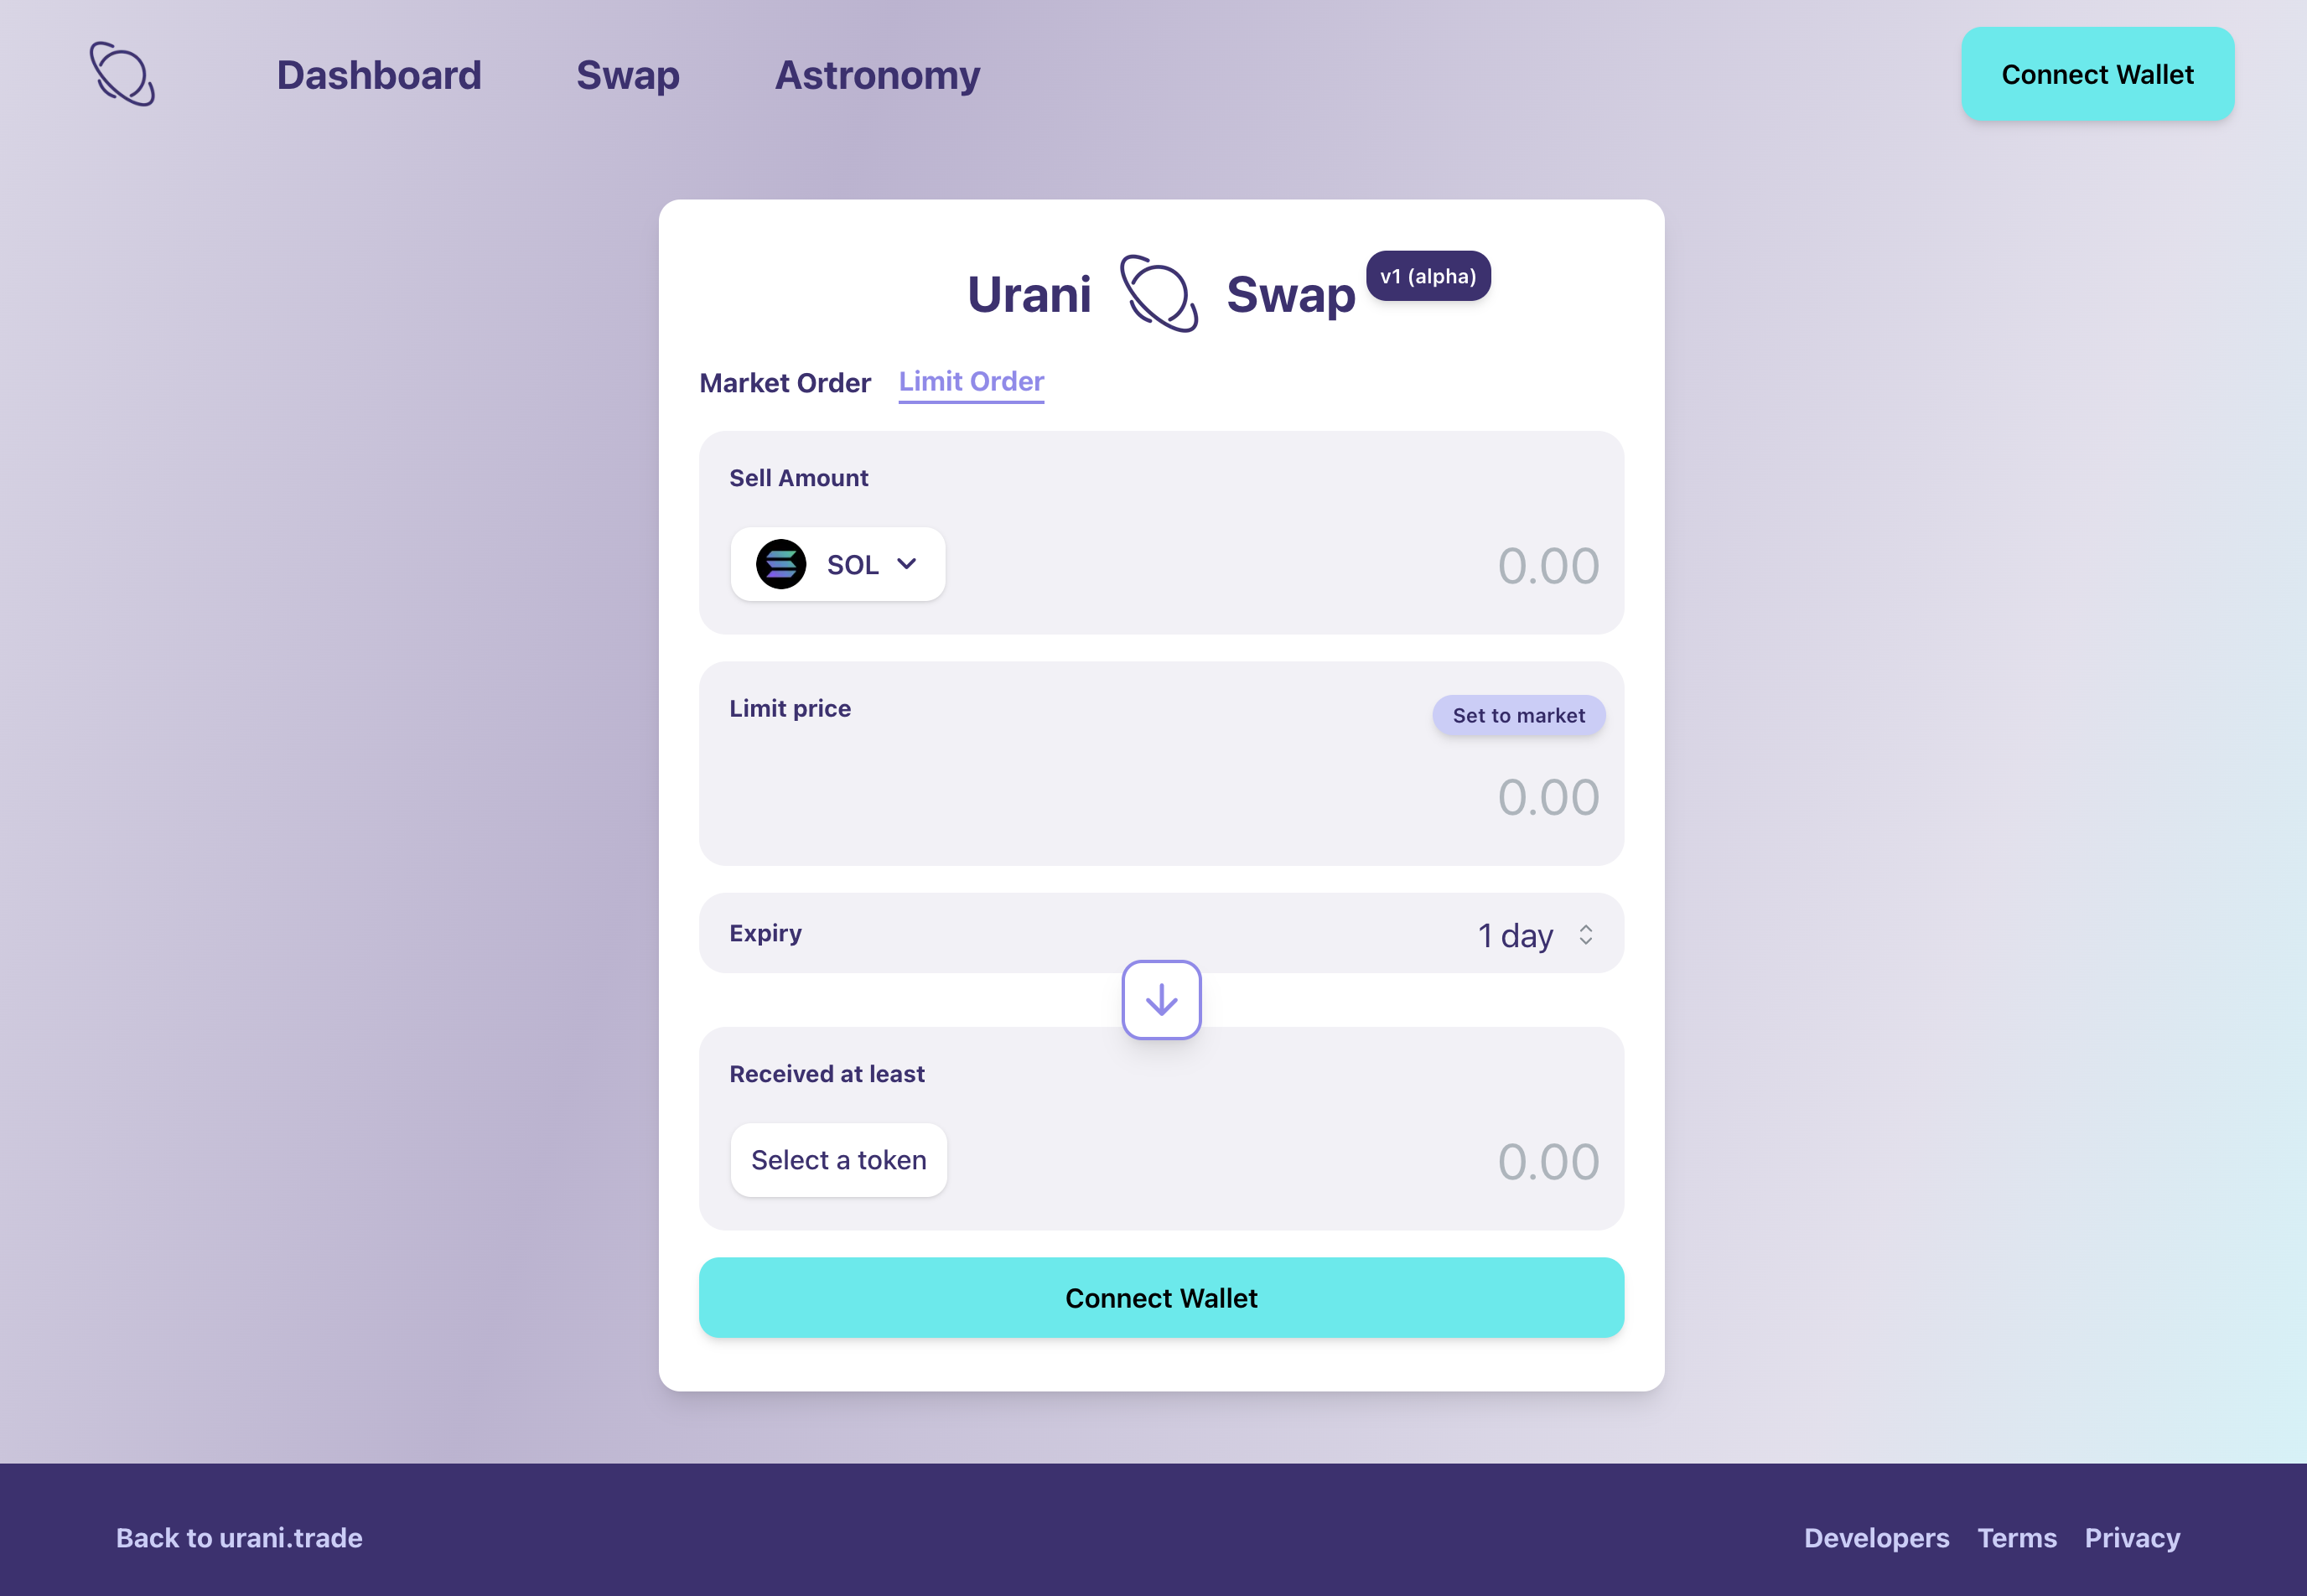 Dashboard Swap Astronomy Connect Wallet
Urani Swap v1 (alpha)
Market Order Limit Order
Sell Amount
SOL 0.00
Limit price Set to market
0.00
Expiry 1 day
Received at least
Select a token 0.00
Connect Wallet
Back to urani.trade Developers Terms Privacy